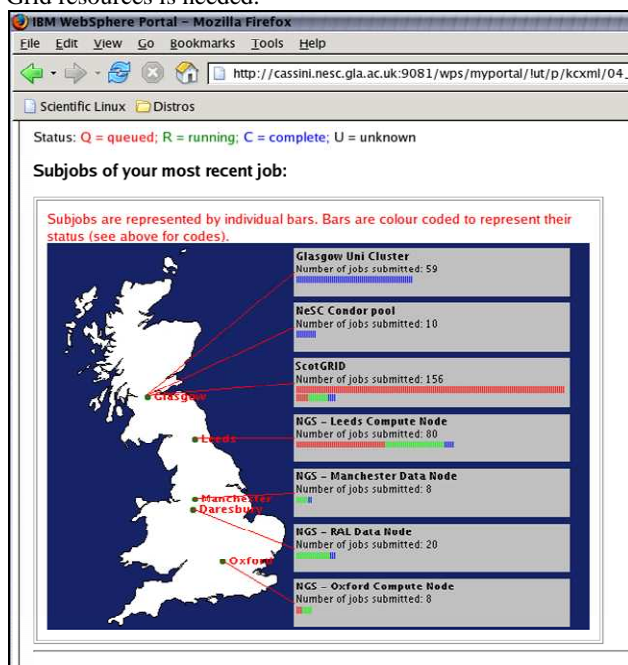 Grid resources is needed.
IBM WebSphere Portal - Mozilla Firefox
File Edit View Go Bookmarks Tools Help
http://cassini.nesc.gla.ac.uk:9081/wps/myportal/!ut/p/kcxml/04_
Scientific Linux Distros
Status: Q = queued; R = running; C = complete; U = unknown
Subjobs of your most recent job:
Subjobs are represented by individual bars. Bars are colour coded to represent their
status (see above for codes).
Glasgow Uni Cluster
Number of jobs submitted: 59
NeSC Condor pool
Number of jobs submitted: 10
ScotGRID
Number of jobs submitted: 156
Glasgow
NGS - Leeds Compute Node
Number of jobs submitted: 80
Leeds
NGS - Manchester Data Node
Number of jobs submitted: 8
Manchester
Daresbury
NGS - RAL Data Node
Number of jobs submitted: 20
Oxford
NGS - Oxford Compute Node
Number of jobs submitted: 8